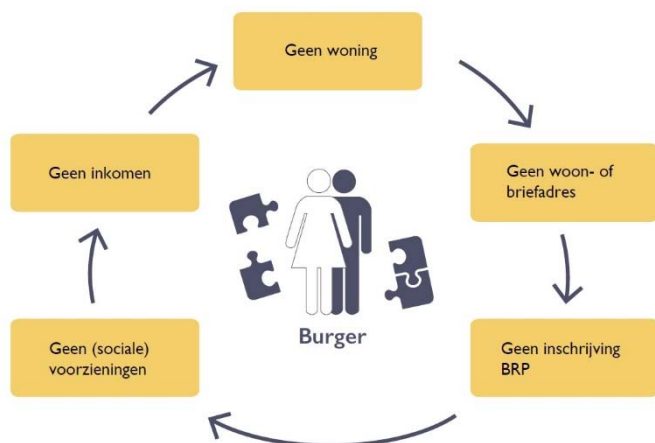 Geen woning
Geen woon- of
briefadres
Geen inschrijving
BRP
Geen (sociale)
voorzieningen
Geen inkomen
Burger